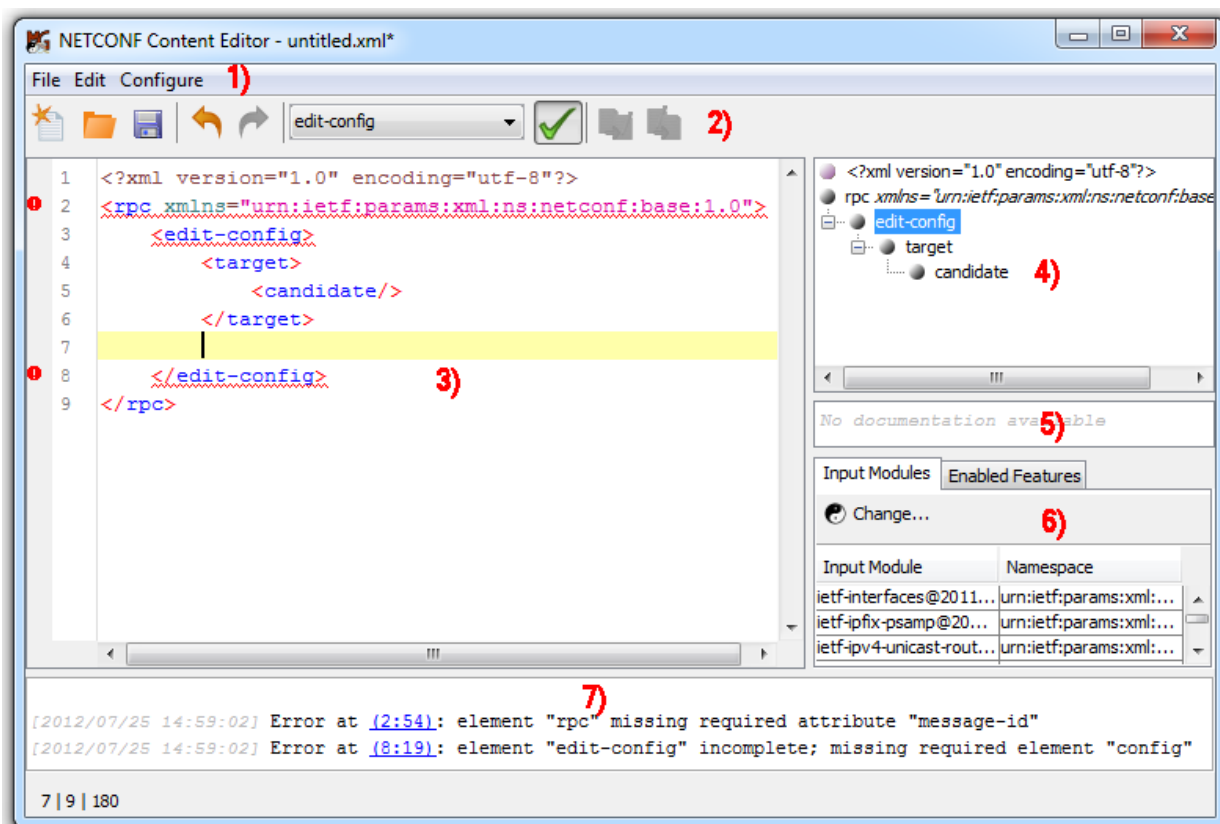 NETCONF Content Editor - untitled.xml*
File Edit Configure 1)
edit-config 2)
1 <?xml version="1.0" encoding="utf-8"?>
2 <rpc xmlns="urn:ietf:params:xml:ns:netconf:base:1.0">
3 <edit-config>
4 <target>
5 <candidate/>
6 </target>
7
8 </edit-config>
9 </rpc>
3)
<?xml version="1.0" encoding="utf-8"?>
rpc xmlns="urn:ietf:params:xml:ns:netconf:base
edit-config
target
candidate 4)
No documentation available
5)
Input Modules Enabled Features
Change... 6)
Input Module Namespace
ietf-interfaces@2011... urn:ietf:params:xml:...
ietf-ipfix-psamp@20... urn:ietf:params:xml:...
ietf-ipv4-unicast-rout... urn:ietf:params:xml:...
7)
[2012/07/25 14:59:02] Error at (2:54): element "rpc" missing required attribute "message-id"
[2012/07/25 14:59:02] Error at (8:19): element "edit-config" incomplete; missing required element "config"
7 | 9 | 180